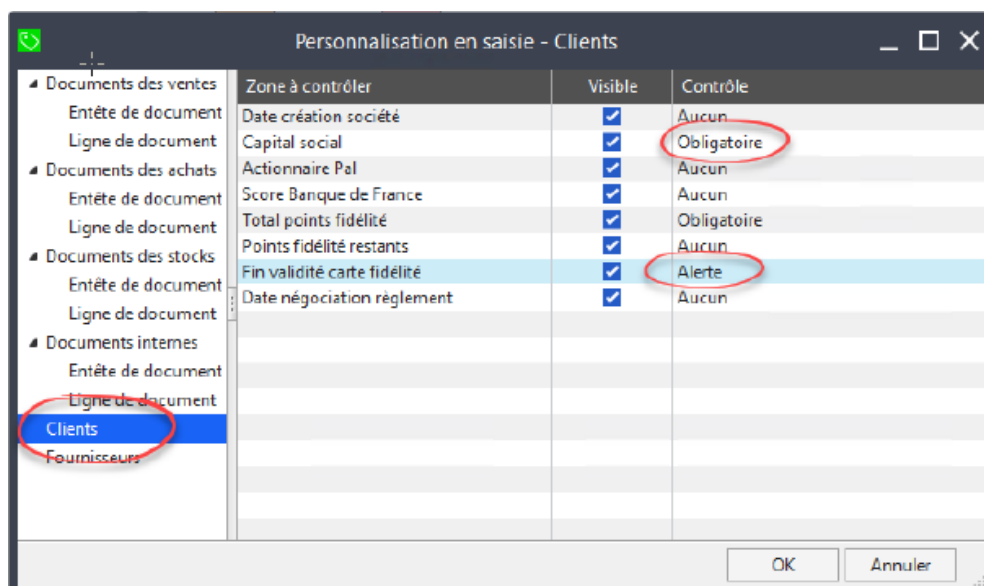 Personnalisation en saisie - Clients
Documents des ventes
Entête de document
Ligne de document
Documents des achats
Entête de document
Ligne de document
Documents des stocks
Entête de document
Ligne de document
Documents internes
Entête de document
Ligne de document
Clients
Fournisseurs
Zone à contrôler Visible Contrôle
Date création société Aucun
Capital social Obligatoire
Actionnaire Pal Aucun
Score Banque de France Aucun
Total points fidélité Obligatoire
Points fidélité restants Aucun
Fin validité carte fidélité Alerte
Date négociation règlement Aucun
OK Annuler